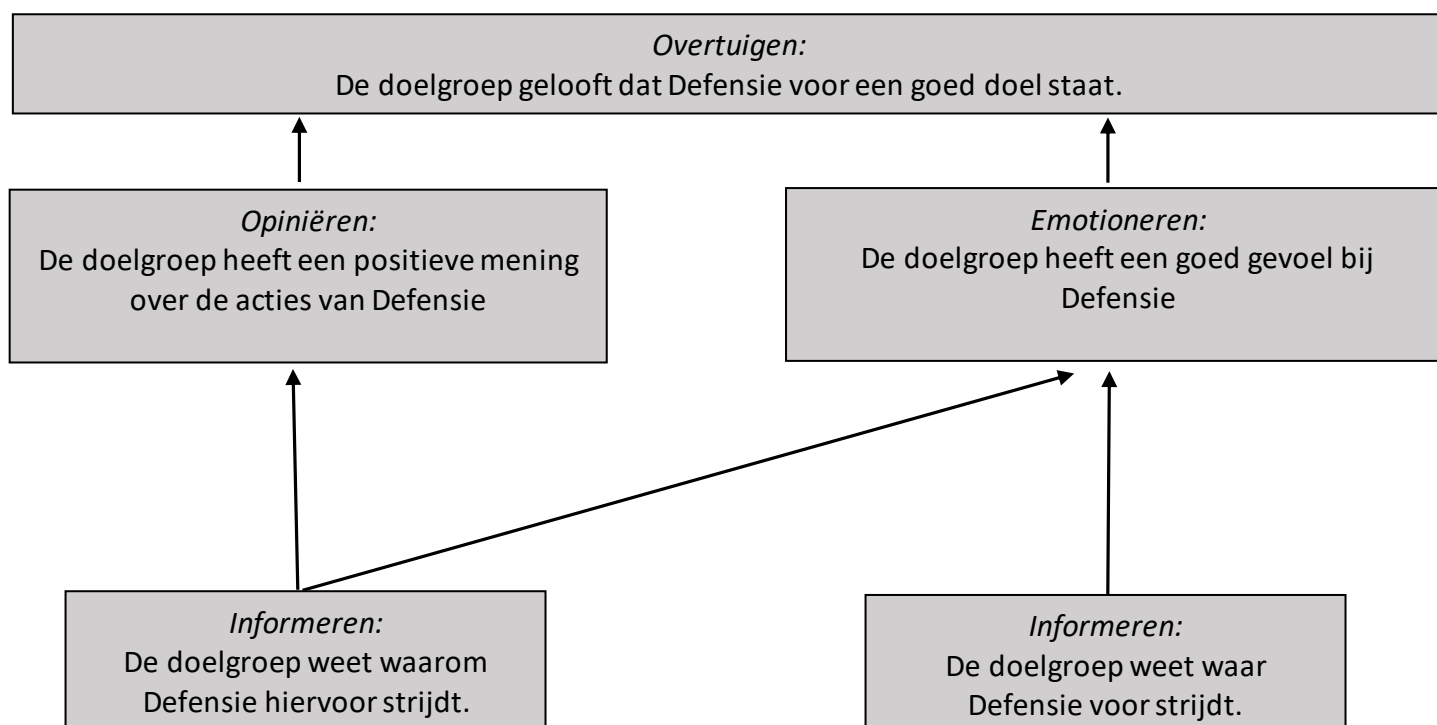 Overtuigen:
De doelgroep gelooft dat Defensie voor een goed doel staat.
Opiniëren:
De doelgroep heeft een positieve mening
over de acties van Defensie
Emotioneren:
De doelgroep heeft een goed gevoel bij
Defensie
Informeren:
De doelgroep weet waarom
Defensie hiervoor strijdt.
Informeren:
De doelgroep weet waar
Defensie voor strijdt.